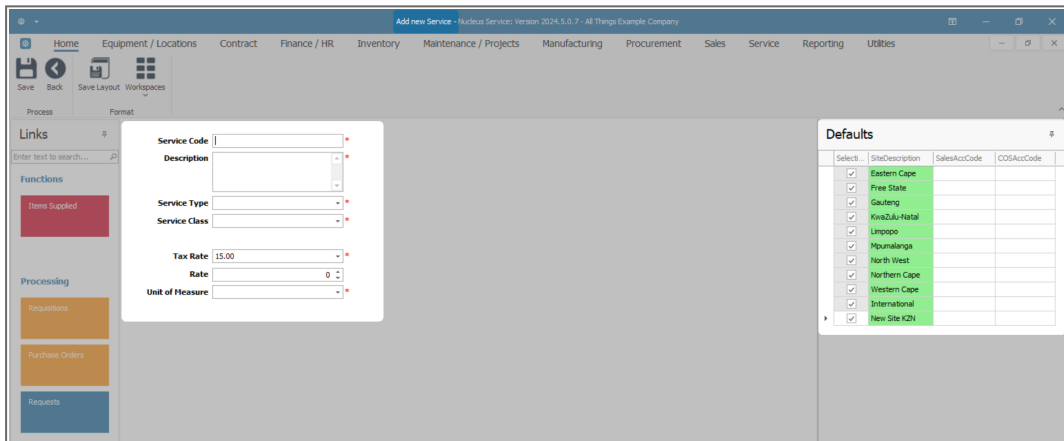 Add new Service - Nucleus Service: Version 2024.5.0.7 - All Things Example Company
Home Equipment / Locations Contract Finance / HR Inventory Maintenance / Projects Manufacturing Procurement Sales Service Reporting Utilities
Save Back Save Layout Workspaces
Process Format
Links
Enter text to search...
Functions
Items Supplied
Processing
Requisitions
Purchase Orders
Requests
Service Code *
Description *
Service Type *
Service Class *
Tax Rate 15.00 *
Rate 0
Unit of Measure *
Defaults
Selecti... SiteDescription SalesAccCode COSAccCode
Eastern Cape
Free State
Gauteng
KwaZulu-Natal
Limpopo
Mpumalanga
North West
Northern Cape
Western Cape
International
New Site KZN